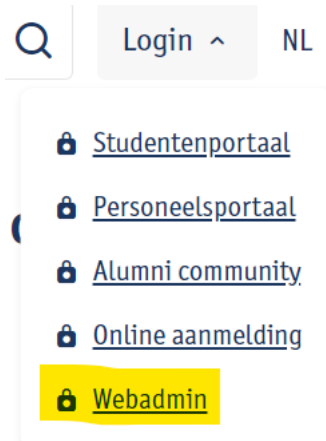 Login NL
Studentenportaal
Personeelsportaal
Alumni community
Online aanmelding
Webadmin